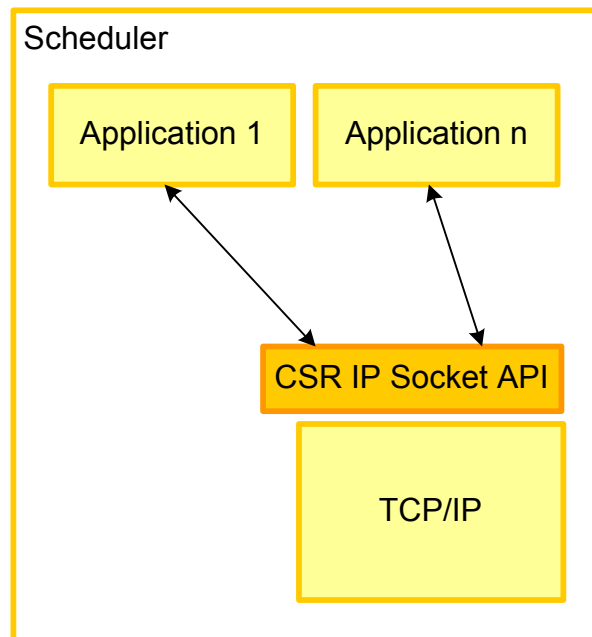 Scheduler
Application 1
Application n
CSR IP Socket API
TCP/IP